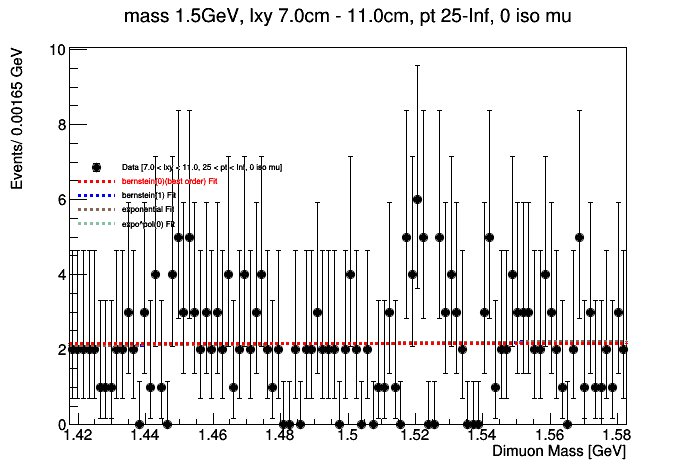 mass 1.5GeV, lxy 7.0cm - 11.0cm, pt 25-Inf, 0 iso mu
Events/ 0.00165 GeV
10
8
6
4
2
0
Data [7.0 < lxy < 11.0, 25 < pt < Inf, 0 iso mu]
bernstein[0](best order) Fit
bernstein[1] Fit
exponential Fit
expo*pol(0) Fit
1.42 1.44 1.46 1.48 1.5 1.52 1.54 1.56 1.58
Dimuon Mass [GeV]